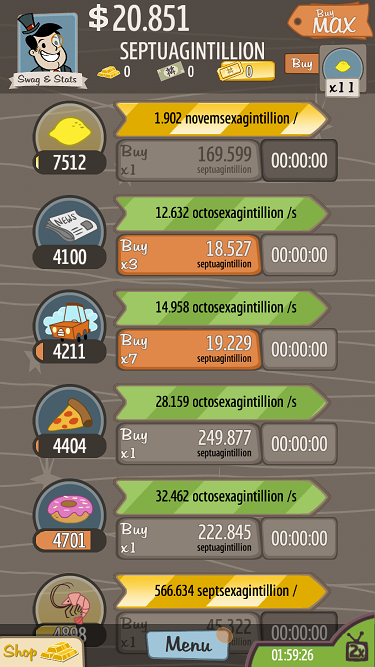 $20.851
SEPTUAGINTILLION
Buy
MAX
0
0
0
Buy
x11
Swag & Stats
1.902 novemsexagintillion /
7512
Buy
x1
169.599
septuagintillion
00:00:00
12.632 octosexagintillion /s
NEWS
4100
Buy
x3
18.527
septuagintillion
00:00:00
14.958 octosexagintillion /s
4211
Buy
x7
19.229
septuagintillion
00:00:00
28.159 octosexagintillion /s
4404
Buy
x1
249.877
septuagintillion
00:00:00
32.462 octosexagintillion /s
4701
Buy
x1
222.845
septuagintillion
00:00:00
566.634 septsexagintillion /s
4808
Buy
45.322
Shop
Menu
01:59:26
2x